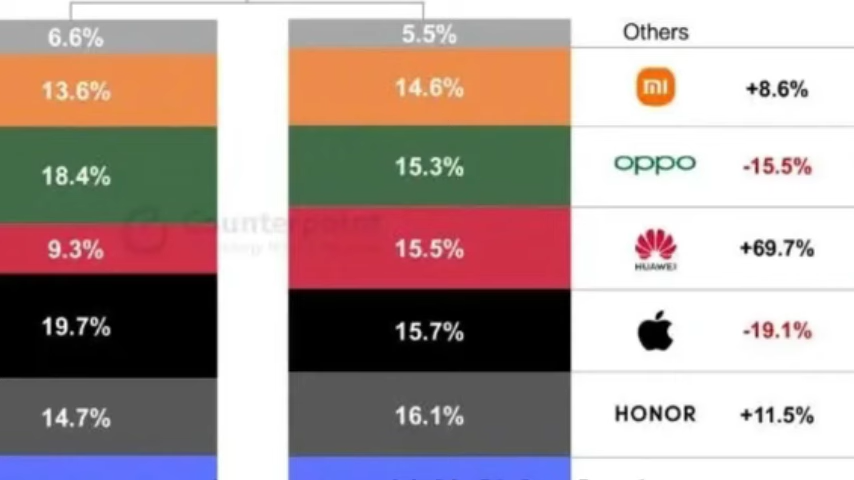 6.6% 5.5% Others
13.6% 14.6% mi +8.6%
18.4% 15.3% oppo -15.5%
Counterpoint
9.3% 15.5% HUAWEI +69.7%
19.7% 15.7% -19.1%
14.7% 16.1% HONOR +11.5%